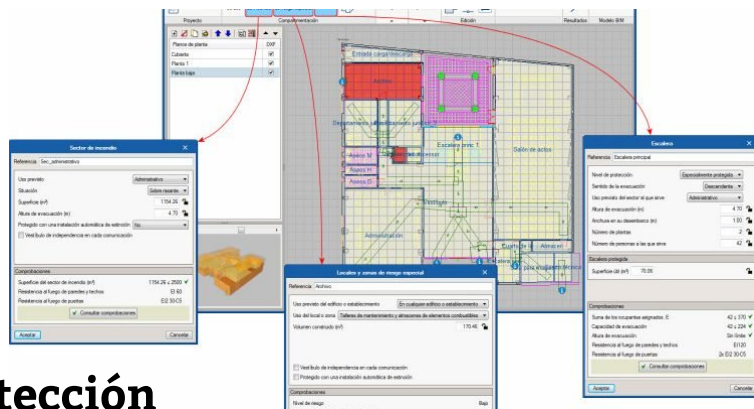 Proyecto
Compartimentación
Edición
Resultados
Modelo BIM
Planos de planta
DXF
Cubierta
Planta 1
Planta baja
Entrada carga/descarga
Archivo
Escalera princ 1
Salón de actos
Aseos M
Aseos H
Aseos D
Vestíbulo
Administración
Almacén
Sector de incendio
Referencia Sec_administrativo
Uso previsto Administrativo
Situación Sobre rasante
Superficie (m²) 1154.26
Altura de evacuación (m) 4.70
Protegido con una instalación automática de extinción No
Vestíbulo de independencia en cada comunicación
Comprobaciones
Superficie del sector de incendio (m²) 1154.26 ≤ 2500
Resistencia al fuego de paredes y techos EI 60
Resistencia al fuego de puertas EI2 30-C5
Consultar comprobaciones
Aceptar
Cancelar
Locales y zonas de riesgo especial
Referencia Archivo
Uso previsto del edificio o establecimiento En cualquier edificio o establecimiento
Uso del local o zona Talleres de mantenimiento y almacenes de elementos combustibles
Volumen construido (m³) 170.46
Vestíbulo de independencia en cada comunicación
Protegido con una instalación automática de extinción
Comprobaciones
Nivel de riesgo Bajo
Escalera
Referencia Escalera principal
Nivel de protección Especialmente protegida
Sentido de la evacuación Descendente
Uso previsto del sector al que sirve Administrativo
Altura de evacuación (m) 4.70
Anchura en su desembarco (m) 1.00
Número de plantas 2
Número de personas a las que sirve 42
Escalera protegida
Superficie útil (m²) 70.06
Comprobaciones
Suma de los ocupantes asignados. E 42 ≤ 370
Capacidad de evacuación 42 ≤ 224
Altura de evacuación Sin límite
Resistencia al fuego de paredes y techos EI120
Resistencia al fuego de puertas 2x EI2 30-C5
Consultar comprobaciones
Aceptar
Cancelar
tección